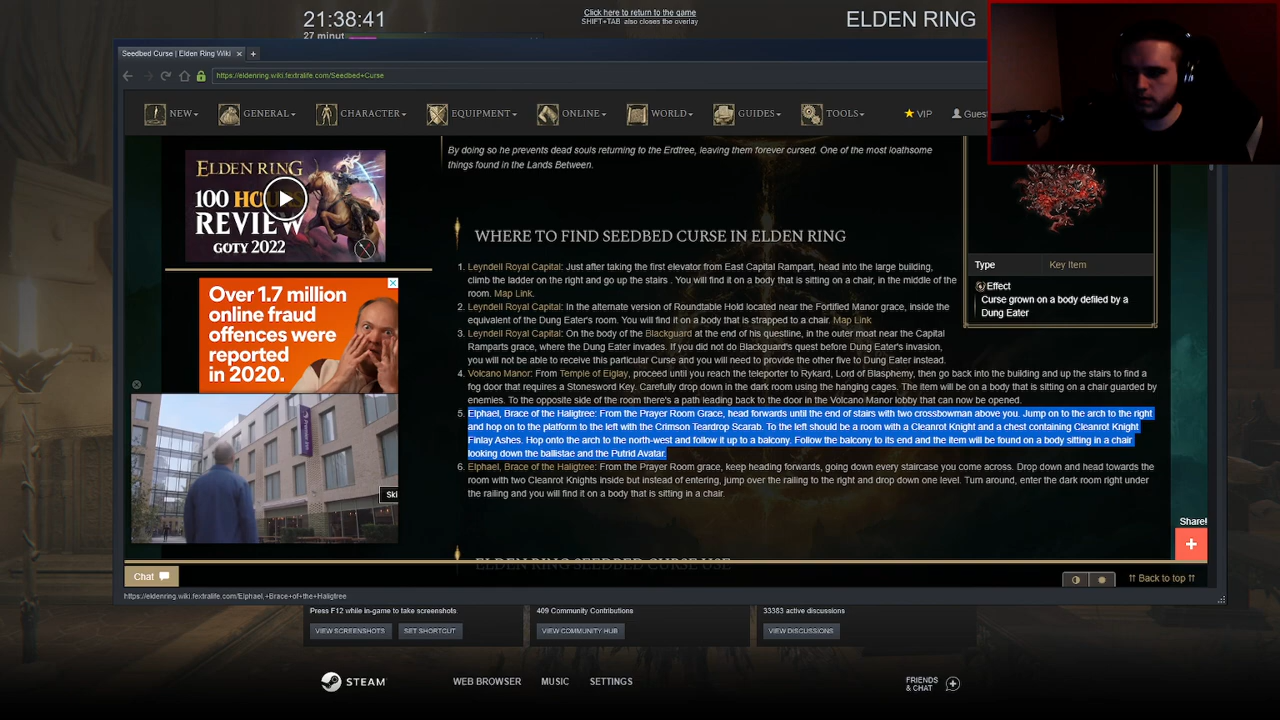 21:38:41
27 minut
Click here to return to the game
SHIFT+TAB also closes the overlay
ELDEN RING
Seedbed Curse | Elden Ring Wiki × +
https://eldenring.wiki.fextralife.com/Seedbed+Curse
NEW GENERAL CHARACTER EQUIPMENT ONLINE WORLD GUIDES TOOLS VIP Guest
By doing so he prevents dead souls returning to the Erdtree, leaving them forever cursed. One of the most loathsome
things found in the Lands Between.
ELDEN RING
100 HOURS
REVIEW
GOTY 2022
Over 1.7 million
online fraud
offences were
reported
in 2020.
Ski
WHERE TO FIND SEEDBED CURSE IN ELDEN RING
1. Leyndell Royal Capital: Just after taking the first elevator from East Capital Rampart, head into the large building,
climb the ladder on the right and go up the stairs . You will find it on a body that is sitting on a chair, in the middle of the
room. Map Link.
2. Leyndell Royal Capital: In the alternate version of Roundtable Hold located near the Fortified Manor grace, inside the
equivalent of the Dung Eater's room. You will find it on a body that is strapped to a chair. Map Link
3. Leyndell Royal Capital: On the body of the Blackguard at the end of his questline, in the outer moat near the Capital
Ramparts grace, where the Dung Eater invades. If you did not do Blackguard's quest before Dung Eater's invasion,
you will not be able to receive this particular Curse and you will need to provide the other five to Dung Eater instead.
4. Volcano Manor: From Temple of Eiglay, proceed until you reach the teleporter to Rykard, Lord of Blasphemy, then go back into the building and up the stairs to find a
fog door that requires a Stonesword Key. Carefully drop down in the dark room using the hanging cages. The item will be on a body that is sitting on a chair guarded by
enemies. To the opposite side of the room there's a path leading back to the door in the Volcano Manor lobby that can now be opened.
5. Elphael, Brace of the Haligtree: From the Prayer Room Grace, head forwards until the end of stairs with two crossbowman above you. Jump on to the arch to the right
and hop on to the platform to the left with the Crimson Teardrop Scarab. To the left should be a room with a Cleanrot Knight and a chest containing Cleanrot Knight
Finlay Ashes. Hop onto the arch to the north-west and follow it up to a balcony. Follow the balcony to its end and the item will be found on a body sitting in a chair
looking down the ballistae and the Putrid Avatar.
6. Elphael, Brace of the Haligtree: From the Prayer Room grace, keep heading forwards, going down every staircase you come across. Drop down and head towards the
room with two Cleanrot Knights inside but instead of entering, jump over the railing to the right and drop down one level. Turn around, enter the dark room right under
the railing and you will find it on a body that is sitting in a chair.
ELDEN RING SEEDBED CURSE USE
Type Key Item
Effect
Curse grown on a body defiled by a
Dung Eater
Share!
+
Chat
Back to top
https://eldenring.wiki.fextralife.com/Elphael,+Brace+of+the+Haligtree
Press F12 while in-game to take screenshots
VIEW SCREENSHOTS SET SHORTCUT
409 Community Contributions
VIEW COMMUNITY HUB
33383 active discussions
VIEW DISCUSSIONS
STEAM
WEB BROWSER MUSIC SETTINGS
FRIENDS
& CHAT